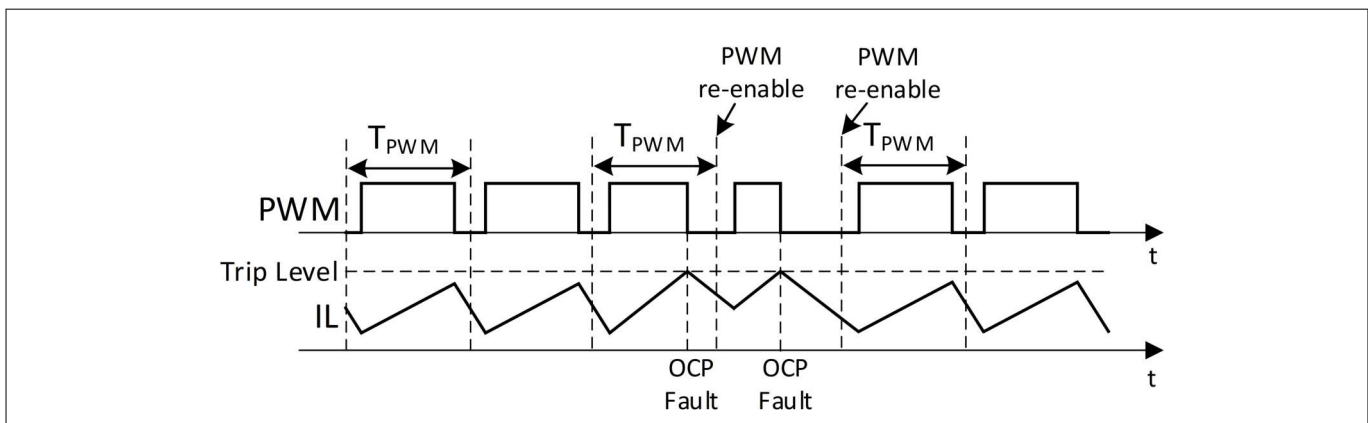 PWM
re-enable
PWM
re-enable
TPWM
TPWM
TPWM
PWM
t
Trip Level
IL
t
OCP
Fault
OCP
Fault